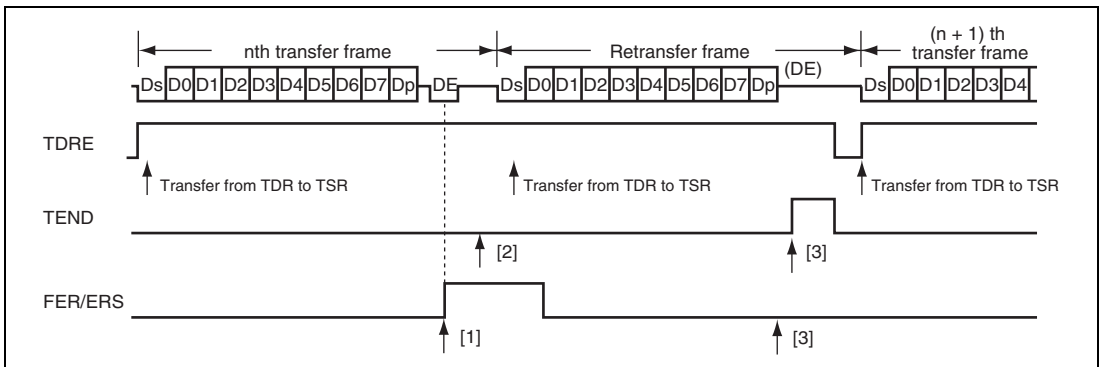 nth transfer frame
Retransfer frame
(n + 1) th
transfer frame
Ds D0 D1 D2 D3 D4 D5 D6 D7 Dp DE
Ds D0 D1 D2 D3 D4 D5 D6 D7 Dp (DE)
Ds D0 D1 D2 D3 D4
TDRE
Transfer from TDR to TSR
Transfer from TDR to TSR
Transfer from TDR to TSR
TEND
[2]
[3]
FER/ERS
[1]
[3]